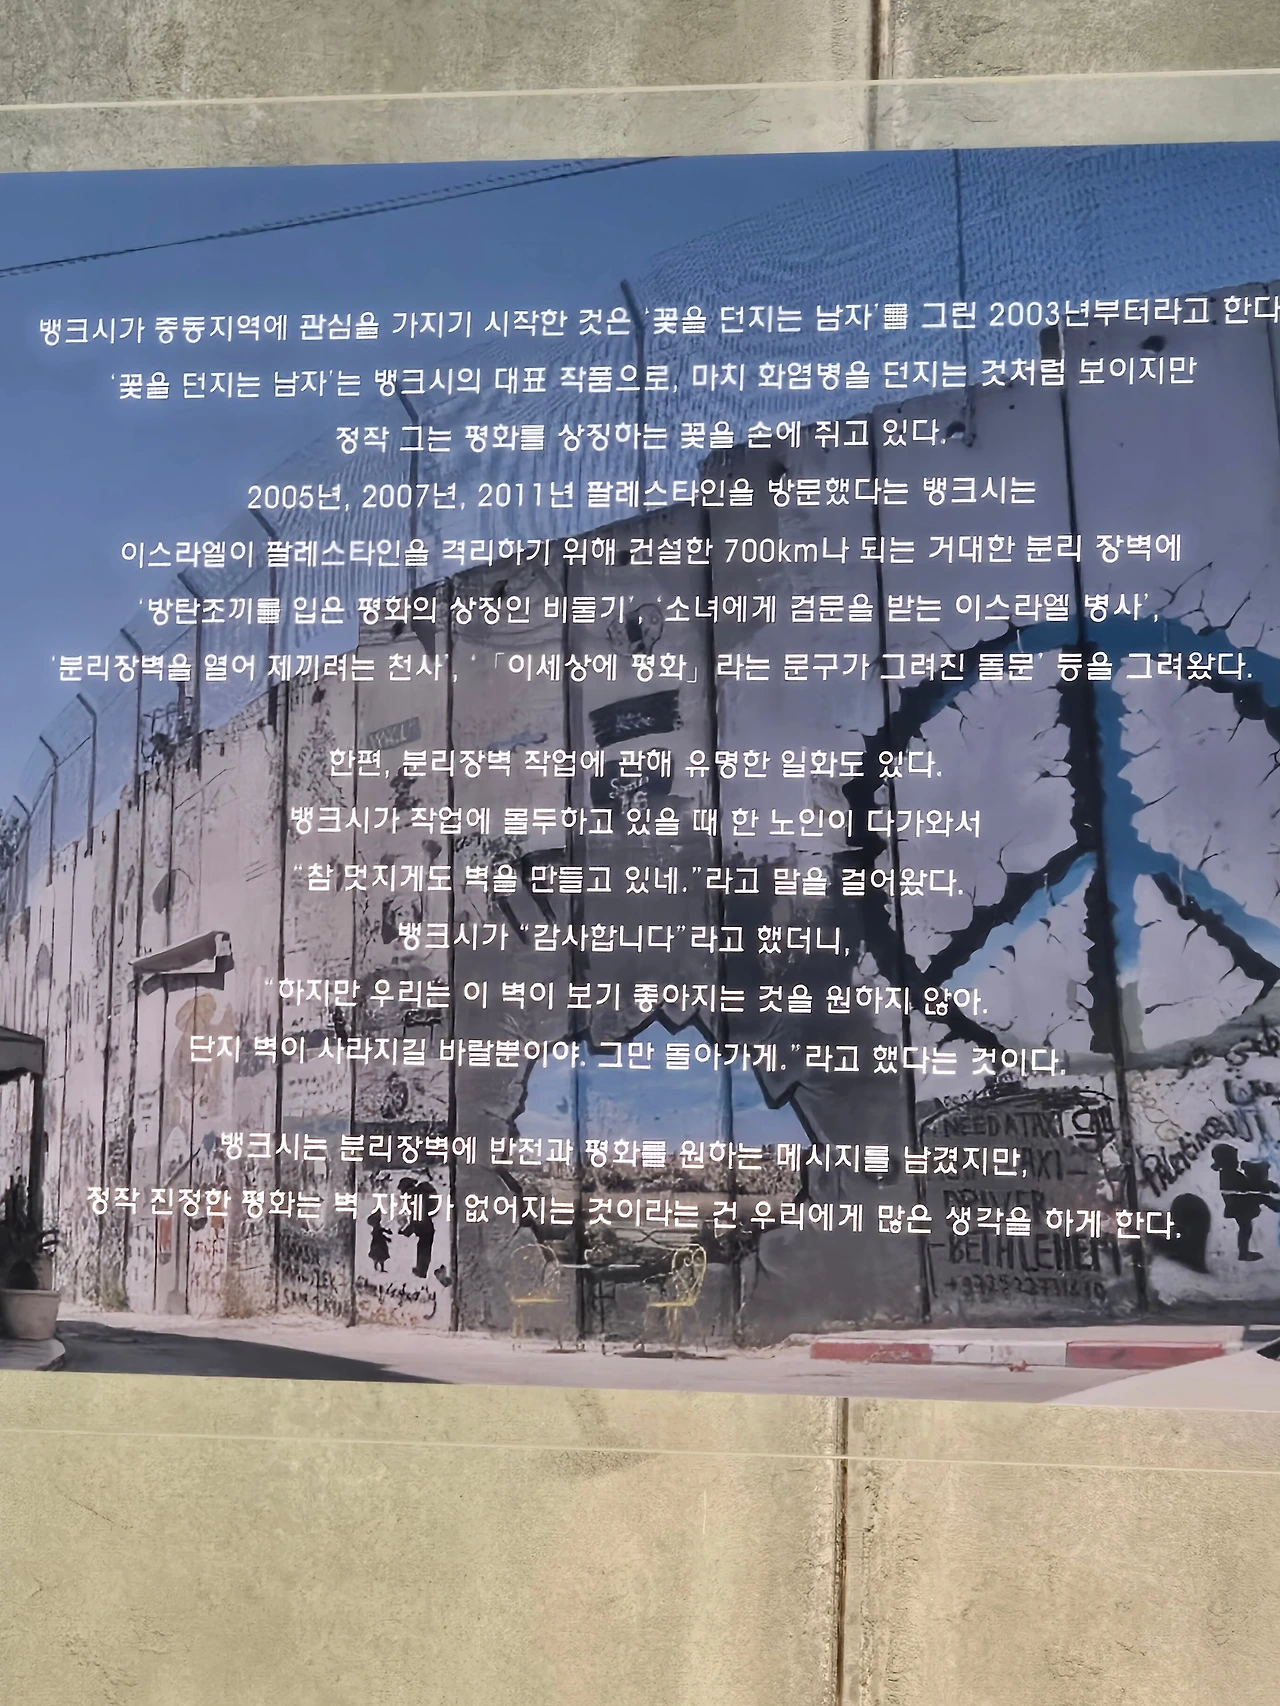 뱅크시가 중동지역에 관심을 가지기 시작한 것은 '꽃을 던지는 남자'를 그린 2003년부터라고 한다
'꽃을 던지는 남자'는 뱅크시의 대표 작품으로, 마치 화염병을 던지는 것처럼 보이지만
정작 그는 평화를 상징하는 꽃을 손에 쥐고 있다.
2005년, 2007년, 2011년 팔레스타인을 방문했다는 뱅크시는
이스라엘이 팔레스타인을 격리하기 위해 건설한 700km나 되는 거대한 분리 장벽에
'방탄조끼를 입은 평화의 상징인 비둘기', '소녀에게 검문을 받는 이스라엘 병사',
'분리장벽을 열어 제끼려는 천사', '「이세상에 평화」라는 문구가 그려진 돌문' 등을 그려왔다.
한편, 분리장벽 작업에 관해 유명한 일화도 있다.
뱅크시가 작업에 몰두하고 있을 때 한 노인이 다가와서
"참 멋지게도 벽을 만들고 있네."라고 말을 걸어왔다.
뱅크시가 "감사합니다"라고 했더니,
"하지만 우리는 이 벽이 보기 좋아지는 것을 원하지 않아.
단지 벽이 사라지길 바랄뿐이야. 그만 돌아가게."라고 했다는 것이다.
뱅크시는 분리장벽에 반전과 평화를 원하는 메시지를 남겼지만,
정작 진정한 평화는 벽 자체가 없어지는 것이라는 건 우리에게 많은 생각을 하게 한다.
NEED A TAXI CALL
TAXI
DRIVER
BETHLEHEM